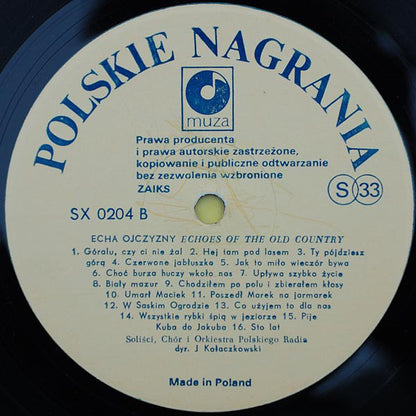 POLSKIE NAGRANIA
muza
Prawa producenta
i prawa autorskie zastrzeżone,
kopiowanie i publiczne odtwarzanie
bez zezwolenia wzbronione
ZAIKS
S 33
SX 0204 B
ECHA OJCZYZNY ECHOES OF THE OLD COUNTRY
1. Góralu, czy ci nie żal 2. Hej tam pod lasem 3. Ty pójdziesz
górą 4. Czerwone jabłuszko 5. Jak to miło wieczór bywa
6. Choć burza huczy wkoło nas 7. Upływa szybko życie
8. Biały mazur 9. Chodziłem po polu i zbierałem kłosy
10. Umarł Maciek 11. Poszedł Marek na jarmarek
12. W Saskim Ogrodzie 13. Co użyjem to dla nas
14. Wszystkie rybki śpią w jeziorze 15. Pije
Kuba do Jakuba 16. Sto lat
Soliści, Chór i Orkiestra Polskiego Radia
dyr. J Kołaczkowski
Made in Poland